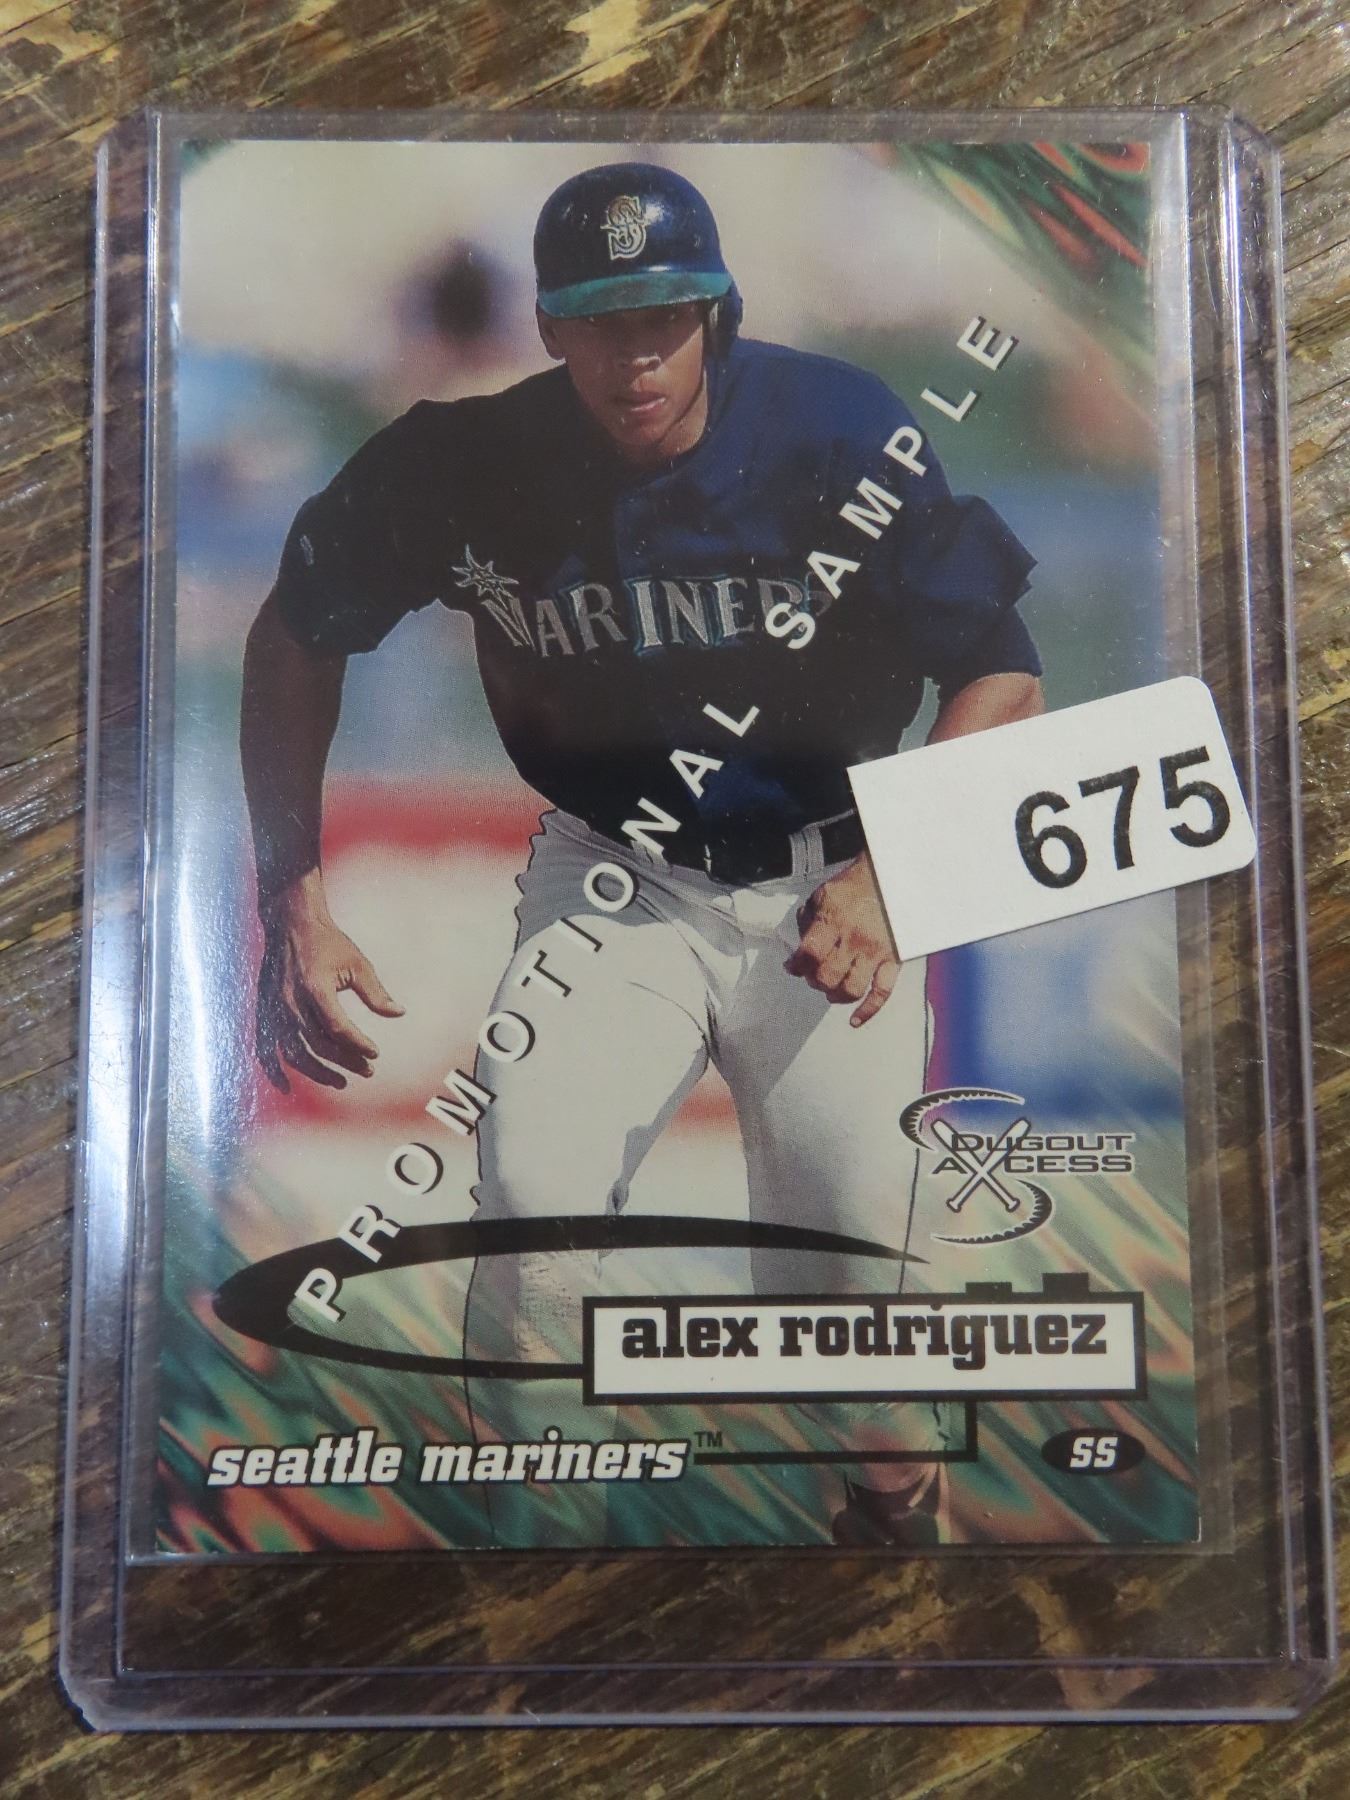 S
MARINERS
PROMOTIONAL SAMPLE
675
DUGOUT
AXCESS
alex rodriguez
seattle mariners™
SS